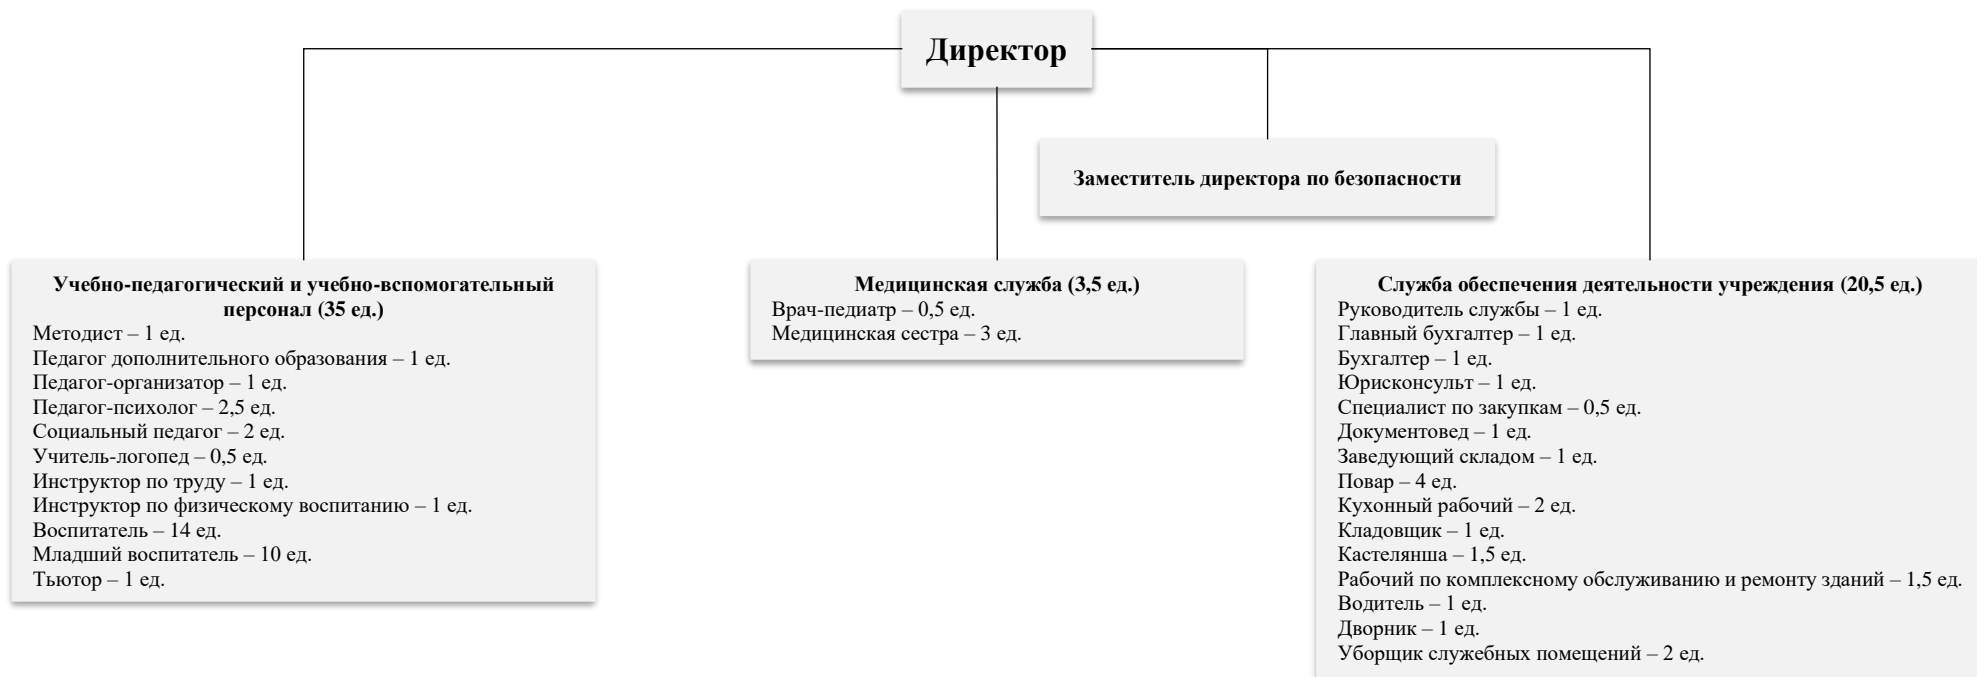 Директор
Заместитель директора по безопасности
Учебно-педагогический и учебно-вспомогательный
персонал (35 ед.)
Методист – 1 ед.
Педагог дополнительного образования – 1 ед.
Педагог-организатор – 1 ед.
Педагог-психолог – 2,5 ед.
Социальный педагог – 2 ед.
Учитель-логопед – 0,5 ед.
Инструктор по труду – 1 ед.
Инструктор по физическому воспитанию – 1 ед.
Воспитатель – 14 ед.
Младший воспитатель – 10 ед.
Тьютор – 1 ед.
Медицинская служба (3,5 ед.)
Врач-педиатр – 0,5 ед.
Медицинская сестра – 3 ед.
Служба обеспечения деятельности учреждения (20,5 ед.)
Руководитель службы – 1 ед.
Главный бухгалтер – 1 ед.
Бухгалтер – 1 ед.
Юрисконсульт – 1 ед.
Специалист по закупкам – 0,5 ед.
Документовед – 1 ед.
Заведующий складом – 1 ед.
Повар – 4 ед.
Кухонный рабочий – 2 ед.
Кладовщик – 1 ед.
Кастелянша – 1,5 ед.
Рабочий по комплексному обслуживанию и ремонту зданий – 1,5 ед.
Водитель – 1 ед.
Дворник – 1 ед.
Уборщик служебных помещений – 2 ед.